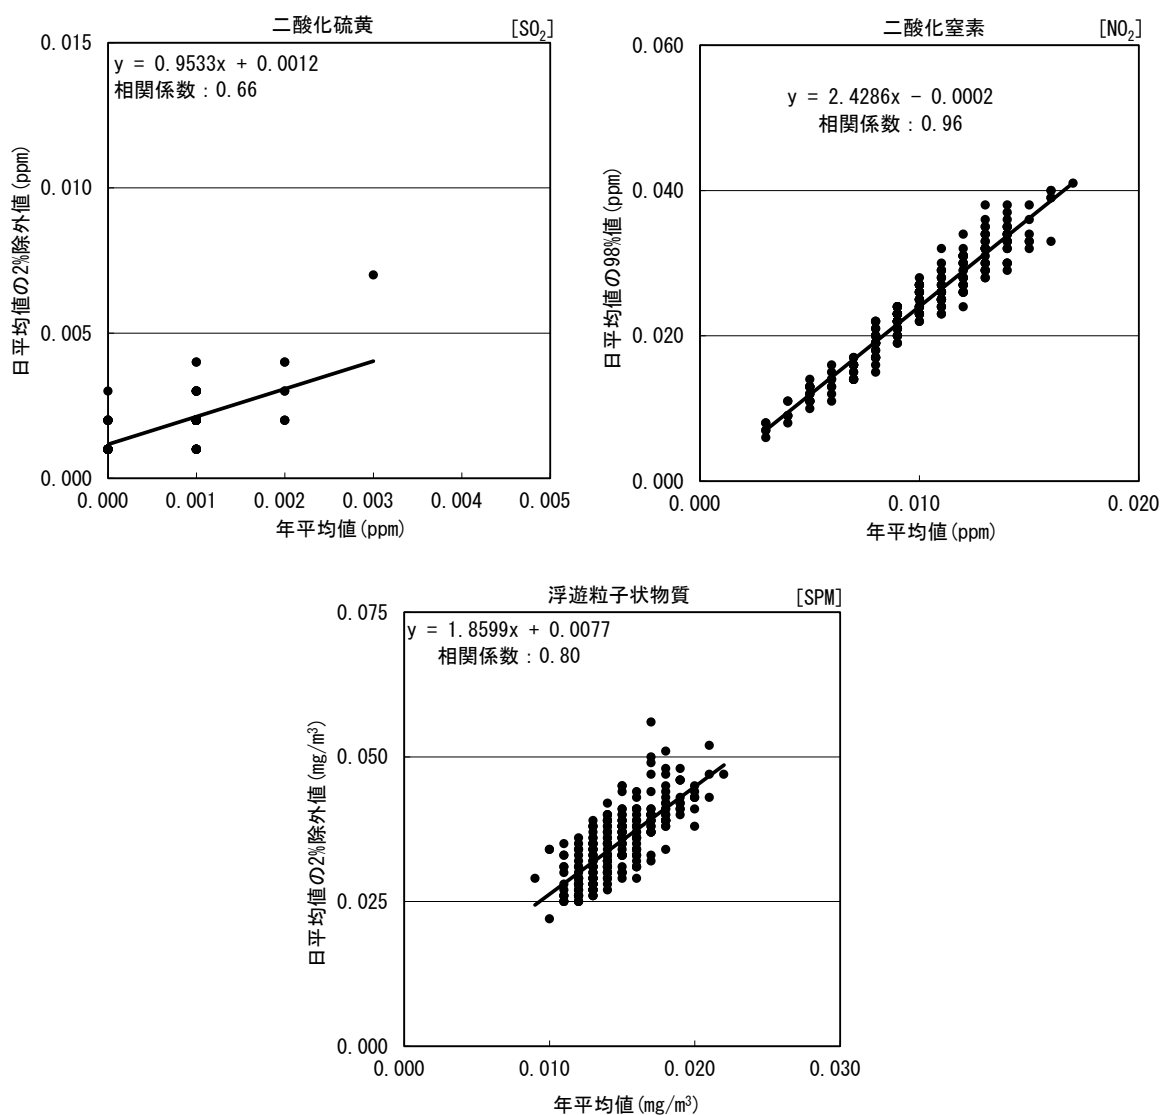 二酸化硫黄
[SO₂]
y = 0.9533x + 0.0012
相関係数：0.66
日平均値の2%除外値(ppm)
0.015
0.010
0.005
0.000
0.000 0.001 0.002 0.003 0.004 0.005
年平均値(ppm)
二酸化窒素
[NO₂]
y = 2.4286x − 0.0002
相関係数：0.96
日平均値の98%値(ppm)
0.060
0.040
0.020
0.000
0.000 0.010 0.020
年平均値(ppm)
浮遊粒子状物質
[SPM]
y = 1.8599x + 0.0077
相関係数：0.80
日平均値の2%除外値(mg/m³)
0.075
0.050
0.025
0.000
0.000 0.010 0.020 0.030
年平均値(mg/m³)